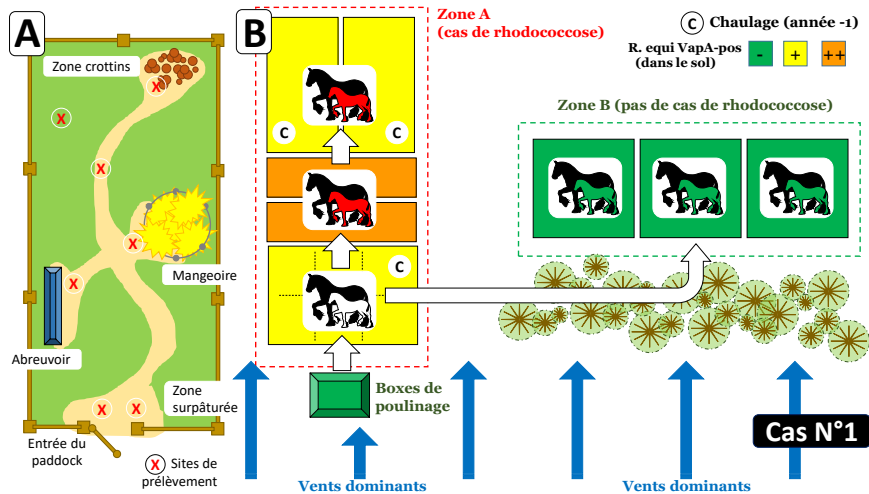 A
Zone crottins
X
X
X
X
Mangeoire
X
Abreuvoir
Zone
surpâturée
X
X
Entrée du
paddock
X
Sites de
prélèvement
B
Zone A
(cas de rhodococcose)
C
C
C
Boxes de
poulinage
C Chaulage (année -1)
R. equi VapA-pos
(dans le sol)
-
+
++
Zone B (pas de cas de rhodococcose)
Cas N°1
Vents dominants
Vents dominants